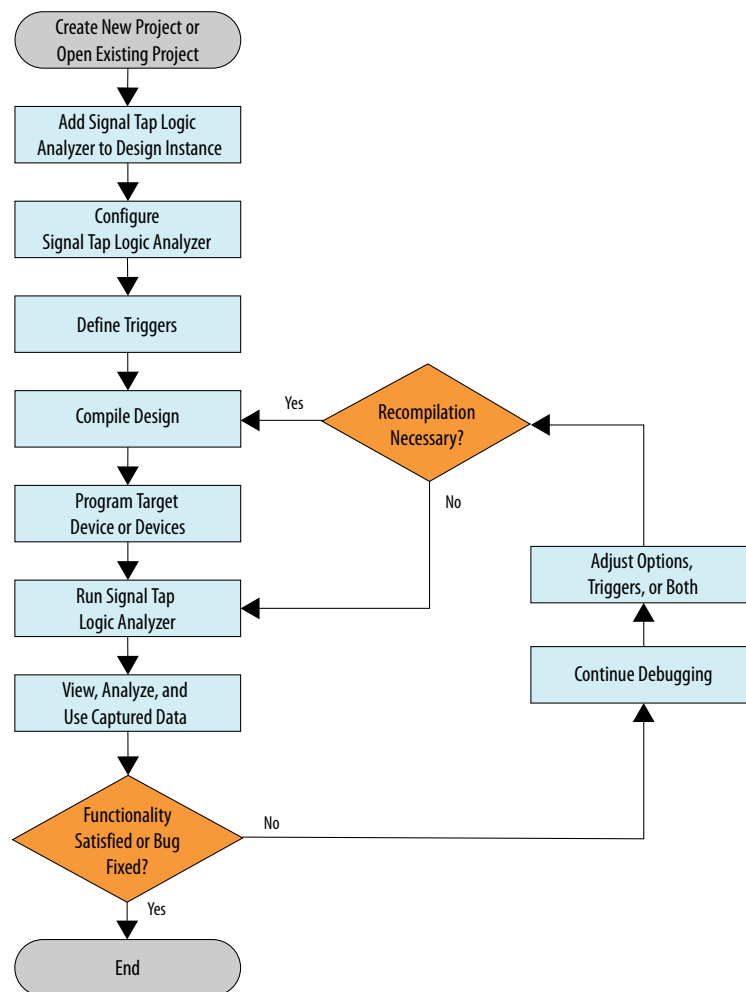 Create New Project or
Open Existing Project
Add Signal Tap Logic
Analyzer to Design Instance
Configure
Signal Tap Logic Analyzer
Define Triggers
Compile Design
Yes
Recompilation
Necessary?
No
Program Target
Device or Devices
Run Signal Tap
Logic Analyzer
Adjust Options,
Triggers, or Both
Continue Debugging
View, Analyze, and
Use Captured Data
Functionality
Satisfied or Bug
Fixed?
No
Yes
End